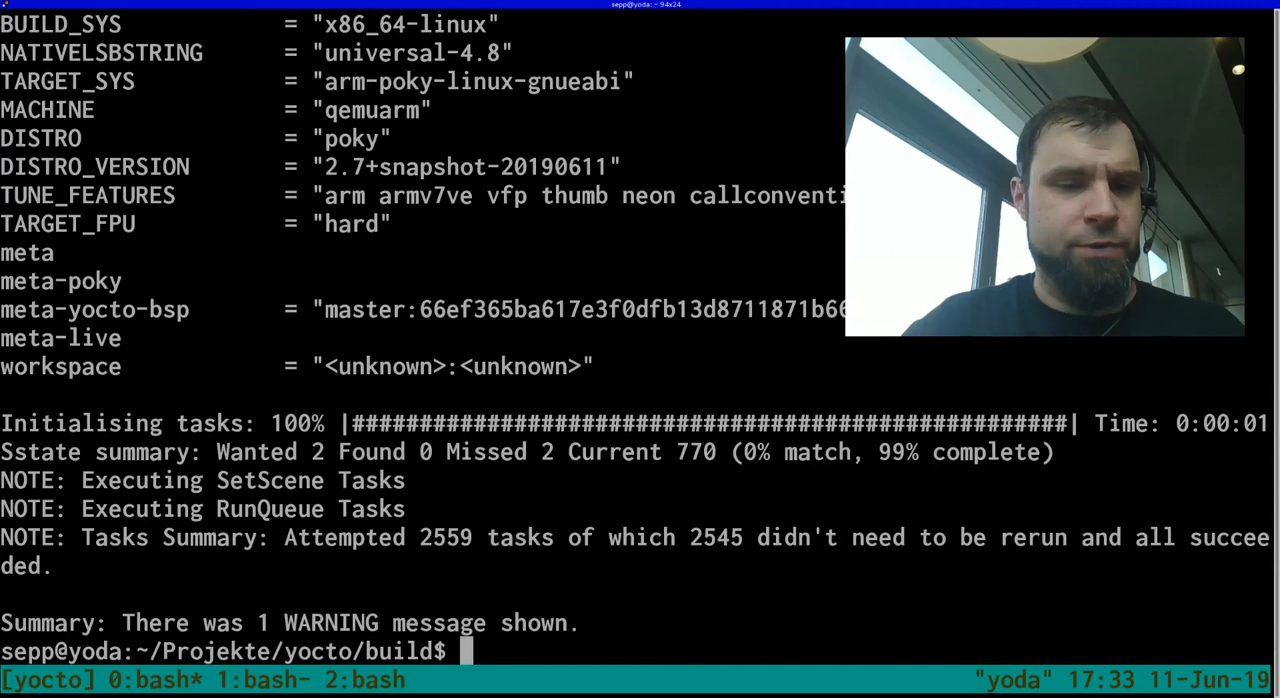 sepp@yoda: ~ 94x24
BUILD_SYS = "x86_64-linux"
NATIVELSBSTRING = "universal-4.8"
TARGET_SYS = "arm-poky-linux-gnueabi"
MACHINE = "qemuarm"
DISTRO = "poky"
DISTRO_VERSION = "2.7+snapshot-20190611"
TUNE_FEATURES = "arm armv7ve vfp thumb neon callconventi
TARGET_FPU = "hard"
meta
meta-poky
meta-yocto-bsp = "master:66ef365ba617e3f0dfb13d8711871b66
meta-live
workspace = "<unknown>:<unknown>"
Initialising tasks: 100% |#####################################################| Time: 0:00:01
Sstate summary: Wanted 2 Found 0 Missed 2 Current 770 (0% match, 99% complete)
NOTE: Executing SetScene Tasks
NOTE: Executing RunQueue Tasks
NOTE: Tasks Summary: Attempted 2559 tasks of which 2545 didn't need to be rerun and all succee
ded.
Summary: There was 1 WARNING message shown.
sepp@yoda:~/Projekte/yocto/build$
[yocto] 0:bash* 1:bash- 2:bash "yoda" 17:33 11-Jun-19